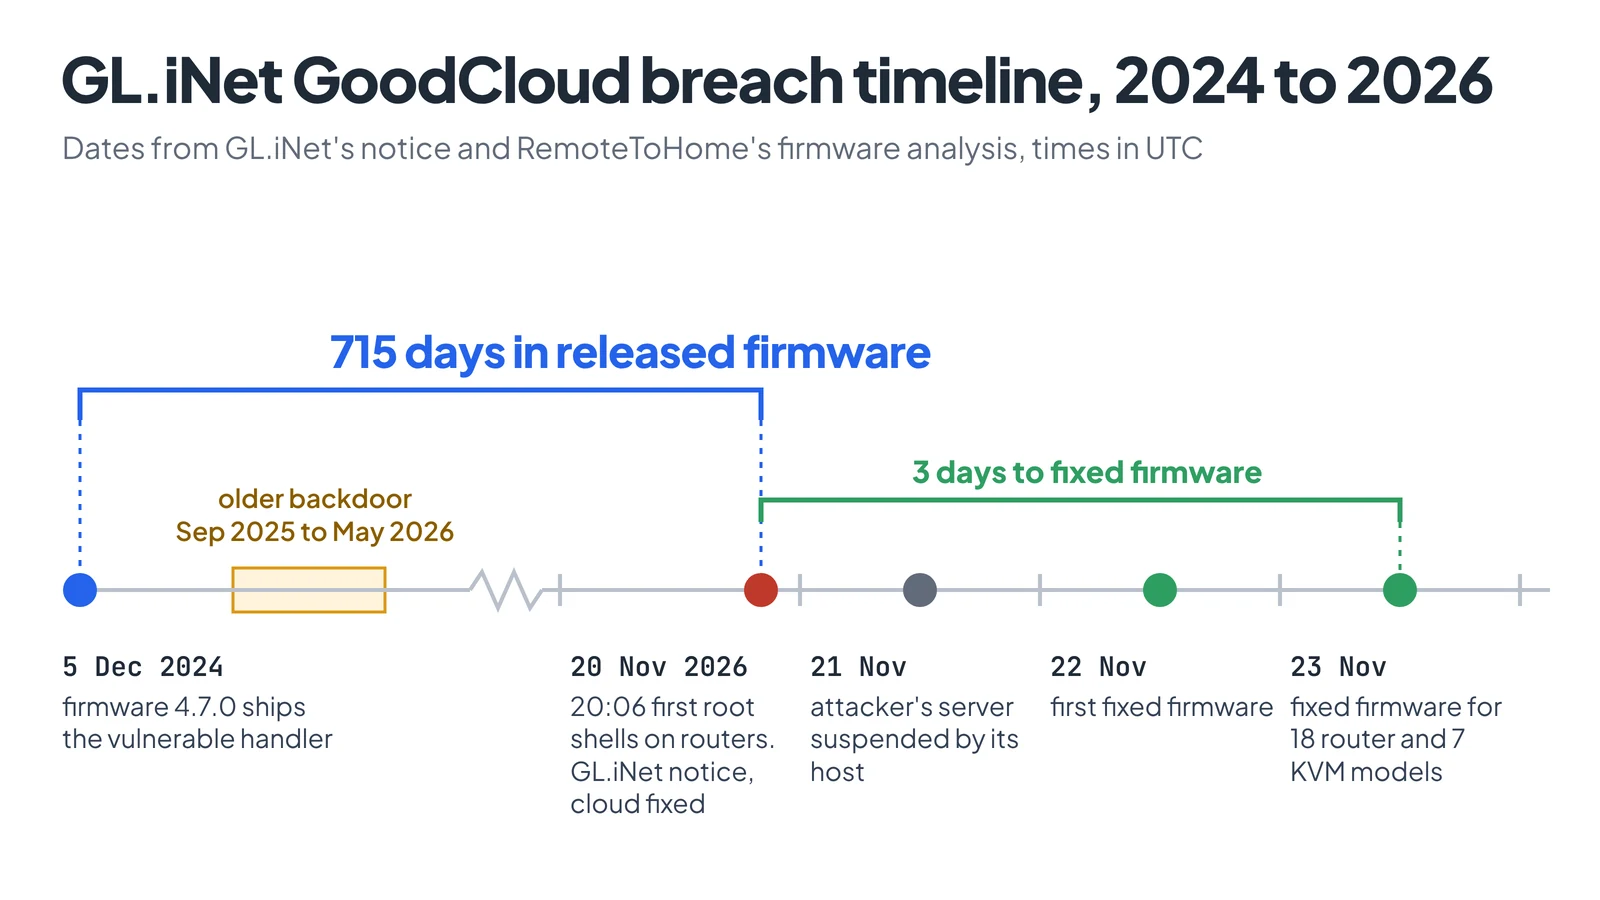 GL.iNet GoodCloud breach timeline, 2024 to 2026
Dates from GL.iNet's notice and RemoteToHome's firmware analysis, times in UTC
715 days in released firmware
3 days to fixed firmware
older backdoor
Sep 2025 to May 2026
5 Dec 2024
firmware 4.7.0 ships
the vulnerable handler
20 Nov 2026
20:06 first root
shells on routers.
GL.iNet notice,
cloud fixed
21 Nov
attacker's server
suspended by its
host
22 Nov
first fixed firmware
23 Nov
fixed firmware for
18 router and 7
KVM models